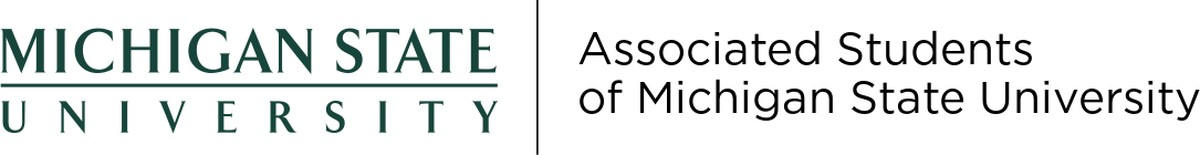 MICHIGAN STATE
UNIVERSITY
Associated Students
of Michigan State University